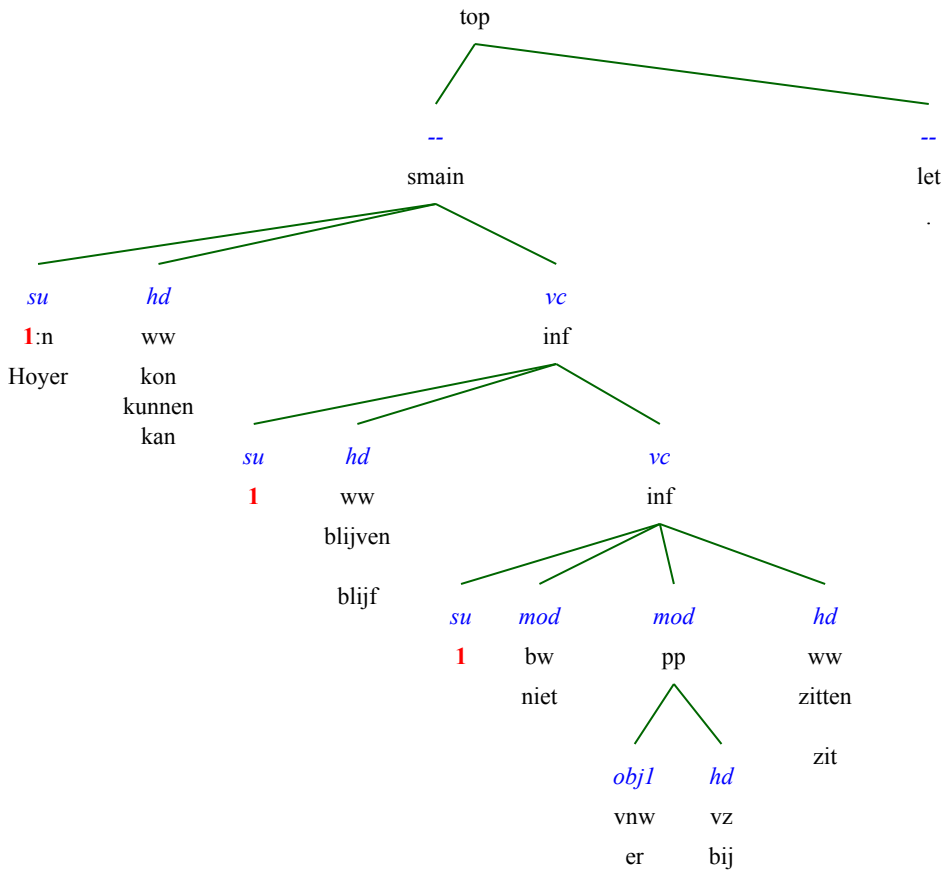 top
-- --
smain let
.
su hd vc
1:n ww inf
Hoyer kon
kunnen
kan
su hd vc
1 ww inf
blijven
blijf
su mod mod hd
1 bw pp ww
niet zitten
zit
obj1 hd
vnw vz
er bij